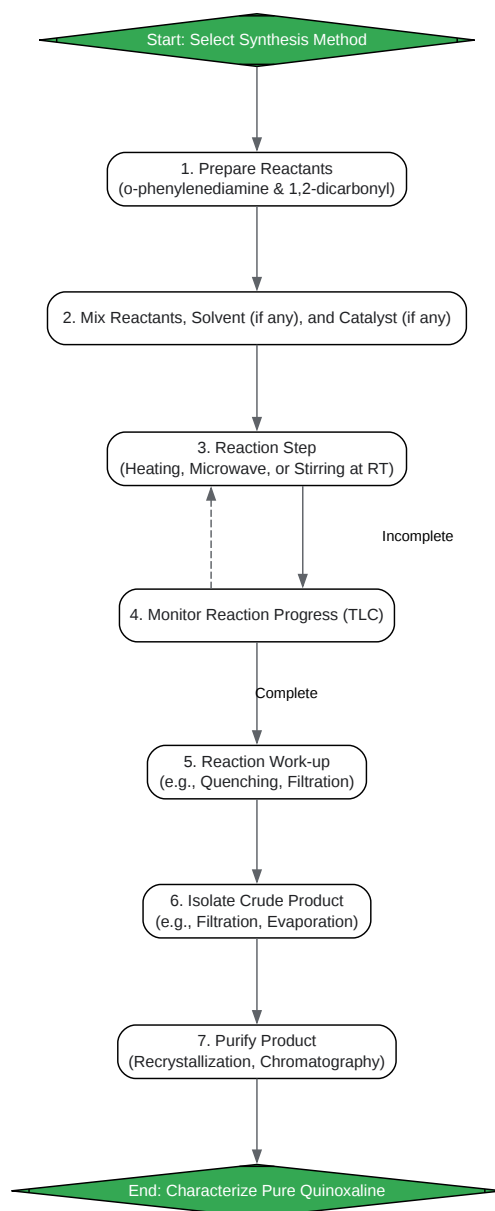 Start: Select Synthesis Method
1. Prepare Reactants
(o-phenylenediamine & 1,2-dicarbonyl)
2. Mix Reactants, Solvent (if any), and Catalyst (if any)
3. Reaction Step
(Heating, Microwave, or Stirring at RT)
Incomplete
4. Monitor Reaction Progress (TLC)
Complete
5. Reaction Work-up
(e.g., Quenching, Filtration)
6. Isolate Crude Product
(e.g., Filtration, Evaporation)
7. Purify Product
(Recrystallization, Chromatography)
End: Characterize Pure Quinoxaline